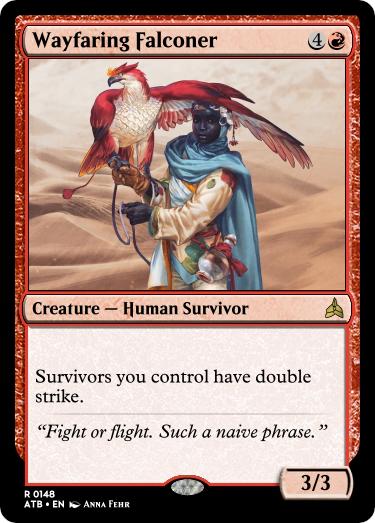 Wayfaring Falconer 4
Creature — Human Survivor
Survivors you control have double
strike.
“Fight or flight. Such a naive phrase.”
3/3
R 0148
ATB • EN Anna Fehr